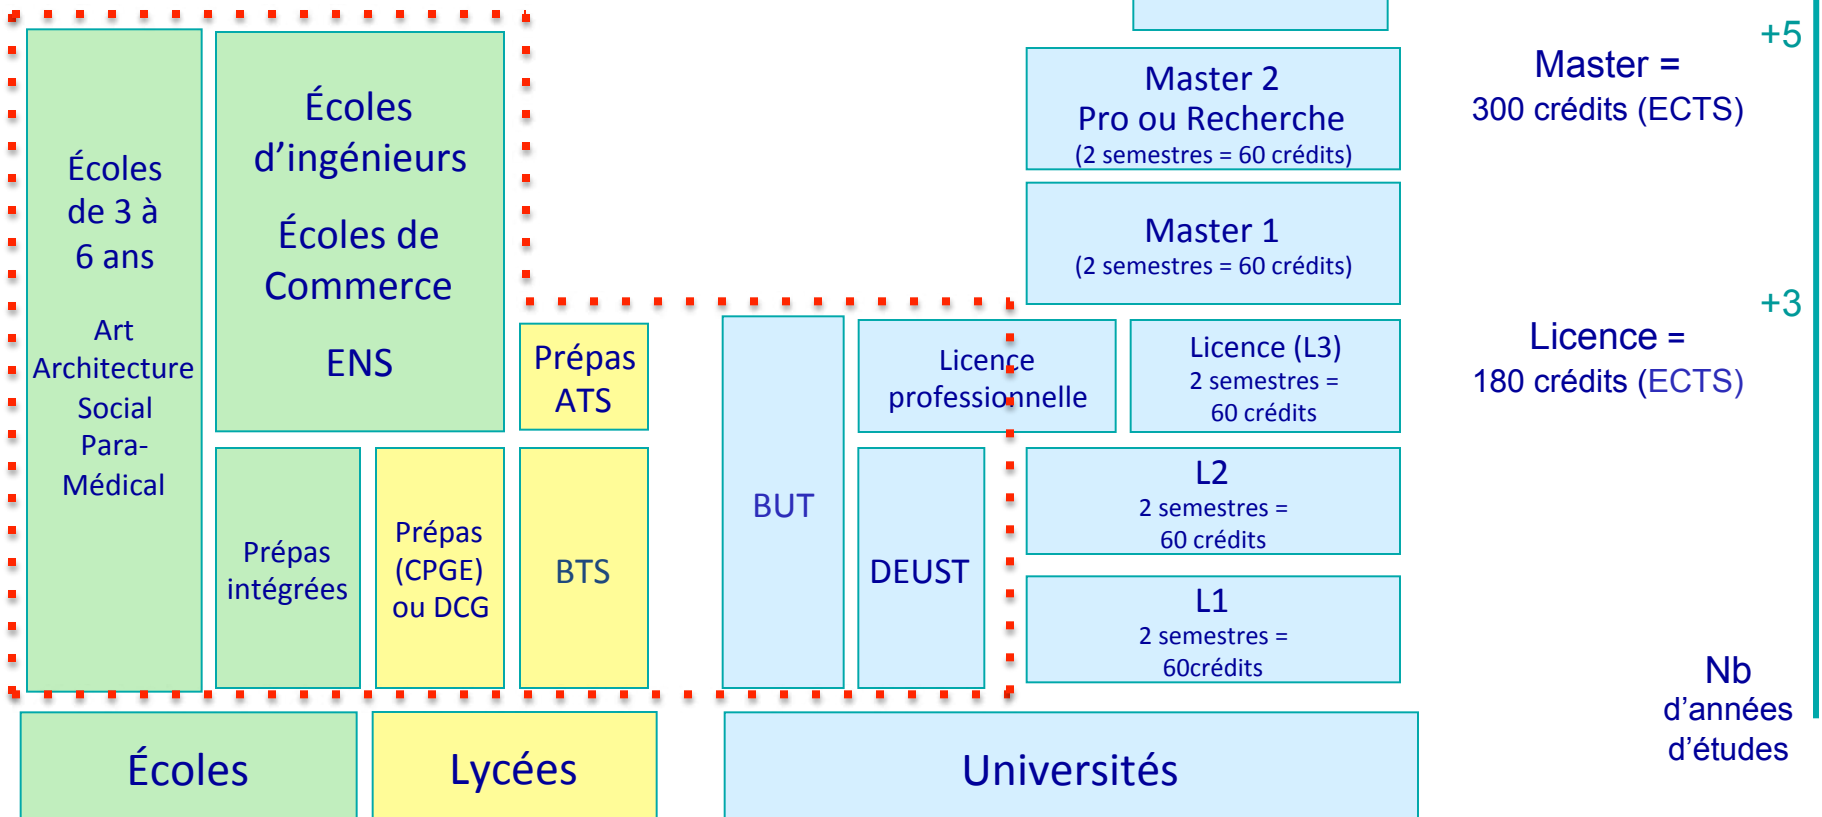 Écoles
de 3 à
6 ans
Art
Architecture
Social
Para-
Médical
Écoles
d’ingénieurs
Écoles de
Commerce
ENS
Prépas
intégrées
Prépas
(CPGE)
ou DCG
Prépas
ATS
BTS
BUT
Licence
professionnelle
DEUST
Master 2
Pro ou Recherche
(2 semestres = 60 crédits)
Master 1
(2 semestres = 60 crédits)
Licence (L3)
2 semestres =
60 crédits
L2
2 semestres =
60 crédits
L1
2 semestres =
60crédits
+5
Master =
300 crédits (ECTS)
+3
Licence =
180 crédits (ECTS)
Nb
d’années
d’études
Écoles
Lycées
Universités